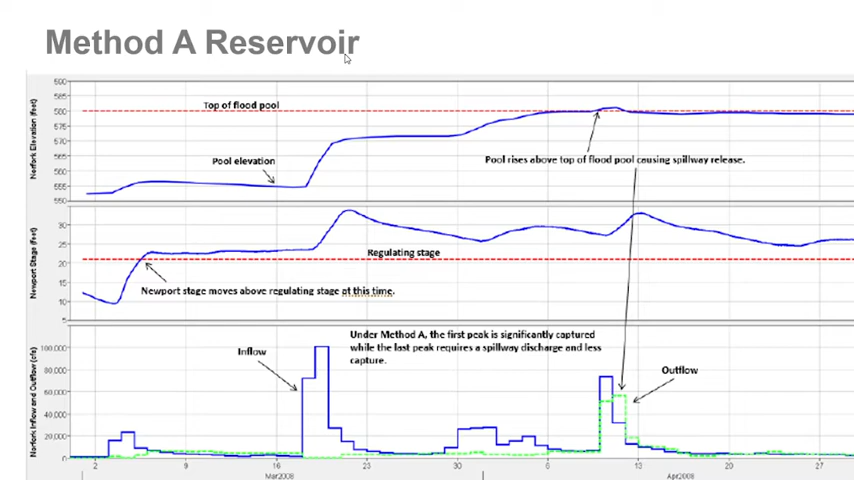 Method A Reservoir
Norfork Elevation (feet)
590
585
580
575
570
565
560
555
550
Top of flood pool
Pool elevation
Pool rises above top of flood pool causing spillway release.
Newport Stage (feet)
30
25
20
15
10
5
Regulating stage
Newport stage moves above regulating stage at this time.
Norfork Inflow and Outflow (cfs)
100,000
80,000
60,000
40,000
20,000
0
Under Method A, the first peak is significantly captured
while the last peak requires a spillway discharge and less
capture.
Inflow
Outflow
2
9
16
23
30
6
13
20
27
Mar2008
Apr2008